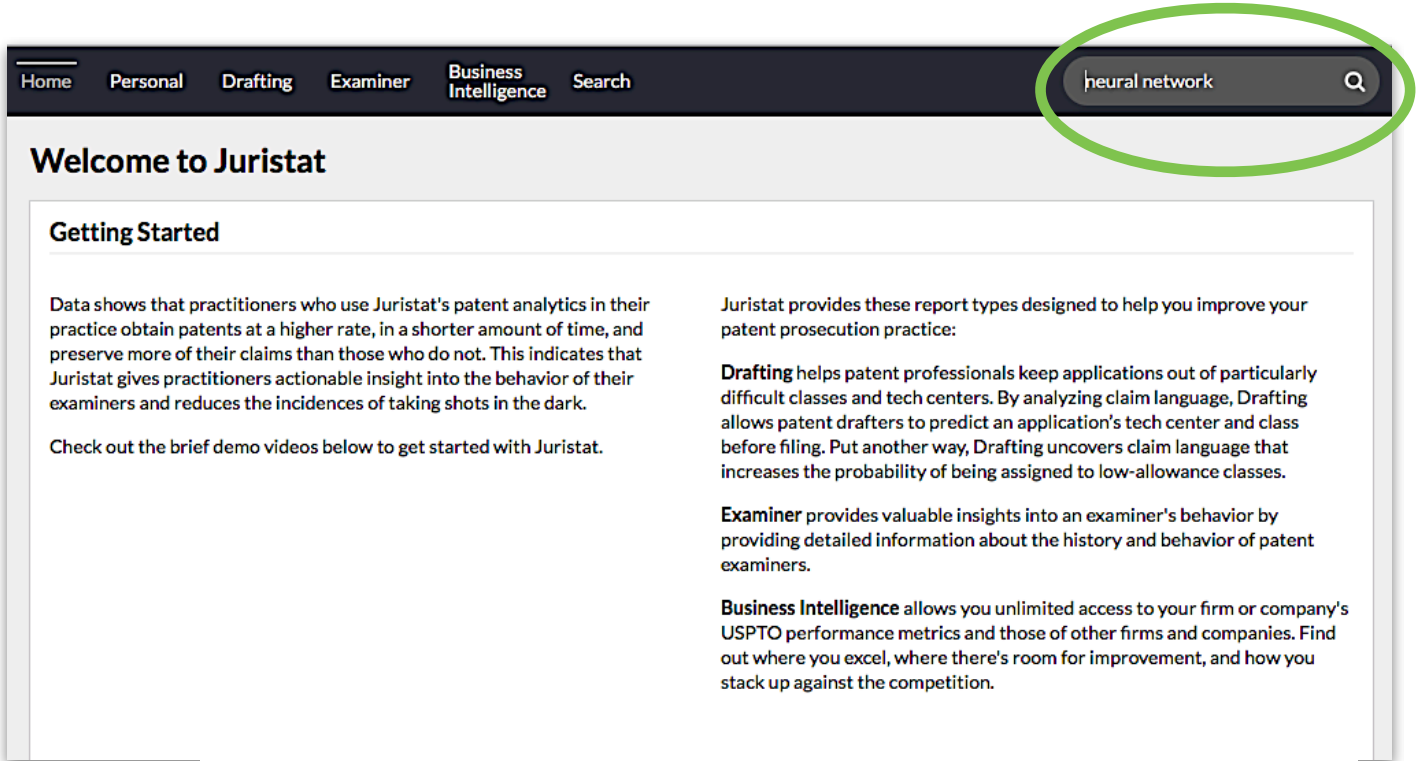 Home Personal Drafting Examiner Business Intelligence Search neural network
Welcome to Juristat
Getting Started
Data shows that practitioners who use Juristat's patent analytics in their
practice obtain patents at a higher rate, in a shorter amount of time, and
preserve more of their claims than those who do not. This indicates that
Juristat gives practitioners actionable insight into the behavior of their
examiners and reduces the incidences of taking shots in the dark.
Check out the brief demo videos below to get started with Juristat.
Juristat provides these report types designed to help you improve your
patent prosecution practice:
Drafting helps patent professionals keep applications out of particularly
difficult classes and tech centers. By analyzing claim language, Drafting
allows patent drafters to predict an application’s tech center and class
before filing. Put another way, Drafting uncovers claim language that
increases the probability of being assigned to low-allowance classes.
Examiner provides valuable insights into an examiner's behavior by
providing detailed information about the history and behavior of patent
examiners.
Business Intelligence allows you unlimited access to your firm or company's
USPTO performance metrics and those of other firms and companies. Find
out where you excel, where there's room for improvement, and how you
stack up against the competition.